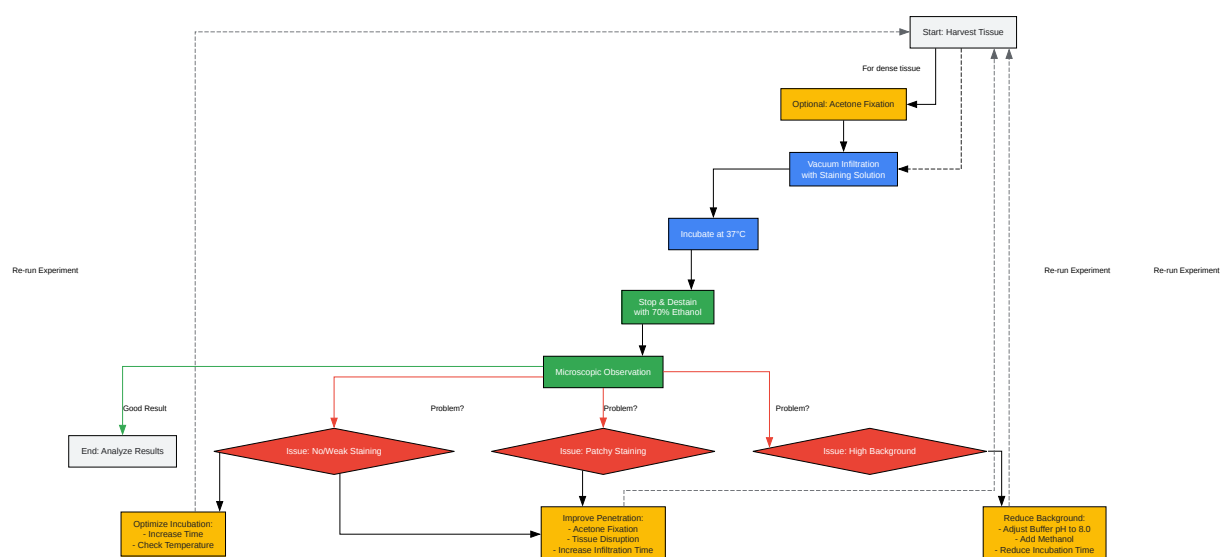 Start: Harvest Tissue
For dense tissue
Optional: Acetone Fixation
Vacuum Infiltration
with Staining Solution
Incubate at 37°C
Re-run Experiment
Re-run Experiment
Re-run Experiment
Stop & Destain
with 70% Ethanol
Microscopic Observation
Good Result
Problem?
Problem?
Problem?
End: Analyze Results
Issue: No/Weak Staining
Issue: Patchy Staining
Issue: High Background
Optimize Incubation:
- Increase Time
- Check Temperature
Improve Penetration:
- Acetone Fixation
- Tissue Disruption
- Increase Infiltration Time
Reduce Background:
- Adjust Buffer pH to 8.0
- Add Methanol
- Reduce Incubation Time